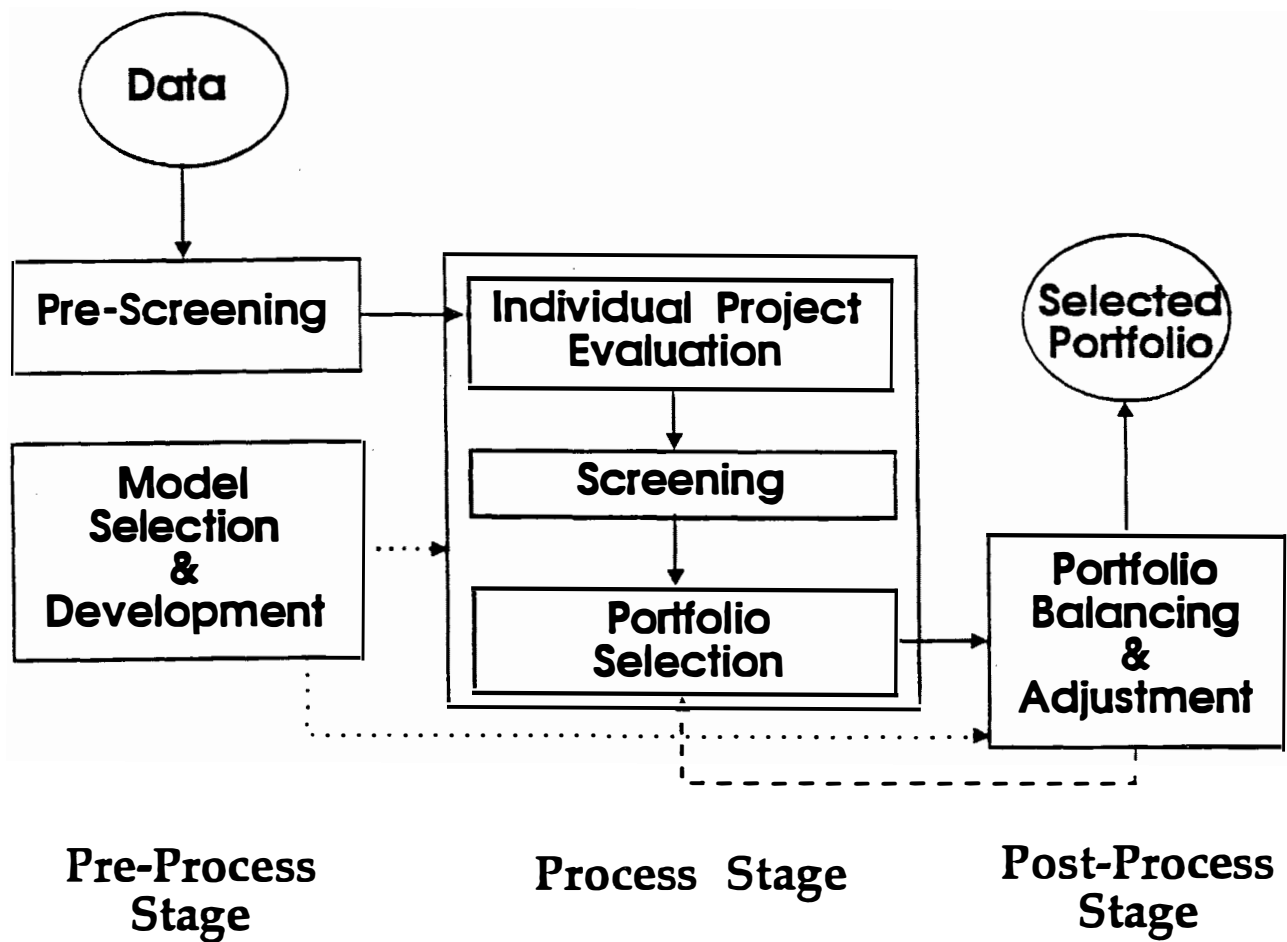 Data
Pre-Screening
Model
Selection
&
Development
Individual Project
Evaluation
Screening
Portfolio
Selection
Selected
Portfolio
Portfolio
Balancing
&
Adjustment
Pre-Process
Stage
Process Stage
Post-Process
Stage